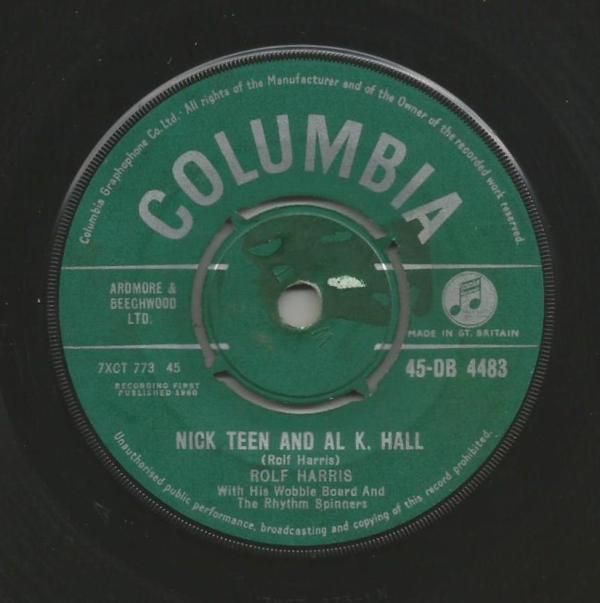 Columbia Graphophone Co. Ltd. · All rights of the Manufacturer and of the Owner of the recorded work reserved.
COLUMBIA
ARDMORE &
BEECHWOOD
LTD.
MADE IN GT. BRITAIN
7XCT 773 45
45-DB 4483
RECORDING FIRST
PUBLISHED 1960
NICK TEEN AND AL K. HALL
(Rolf Harris)
ROLF HARRIS
With His Wobble Board And
The Rhythm Spinners
Unauthorised public performance, broadcasting and copying of this record prohibited.